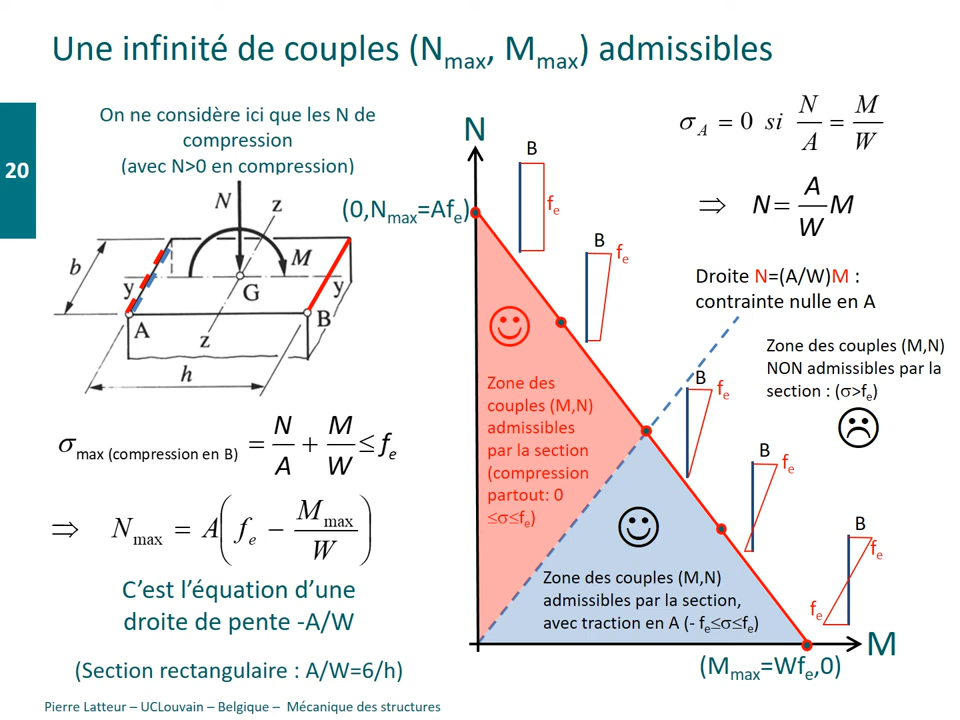 Une infinité de couples (Nmax, Mmax) admissibles
20
On ne considère ici que les N de
compression
(avec N>0 en compression)
N
z
M
b
y
G
y
A
B
z
h
σmax (compression en B) = N/A + M/W ≤ fe
⇒ Nmax = A(fe − Mmax/W)
C’est l’équation d’une
droite de pente -A/W
(Section rectangulaire : A/W=6/h)
N
(0,Nmax=Afe)
B
fe
B
fe
B
fe
B
fe
B
fe
fe
Zone des
couples (M,N)
admissibles
par la section
(compression
partout: 0
≤σ≤fe)
Zone des couples (M,N)
admissibles par la section,
avec traction en A (- fe≤σ≤fe)
M
(Mmax=Wfe,0)
σA = 0 si N/A = M/W
⇒ N = A/W M
Droite N=(A/W)M :
contrainte nulle en A
Zone des couples (M,N)
NON admissibles par la
section : (σ>fe)
Pierre Latteur – UCLouvain – Belgique – Mécanique des structures